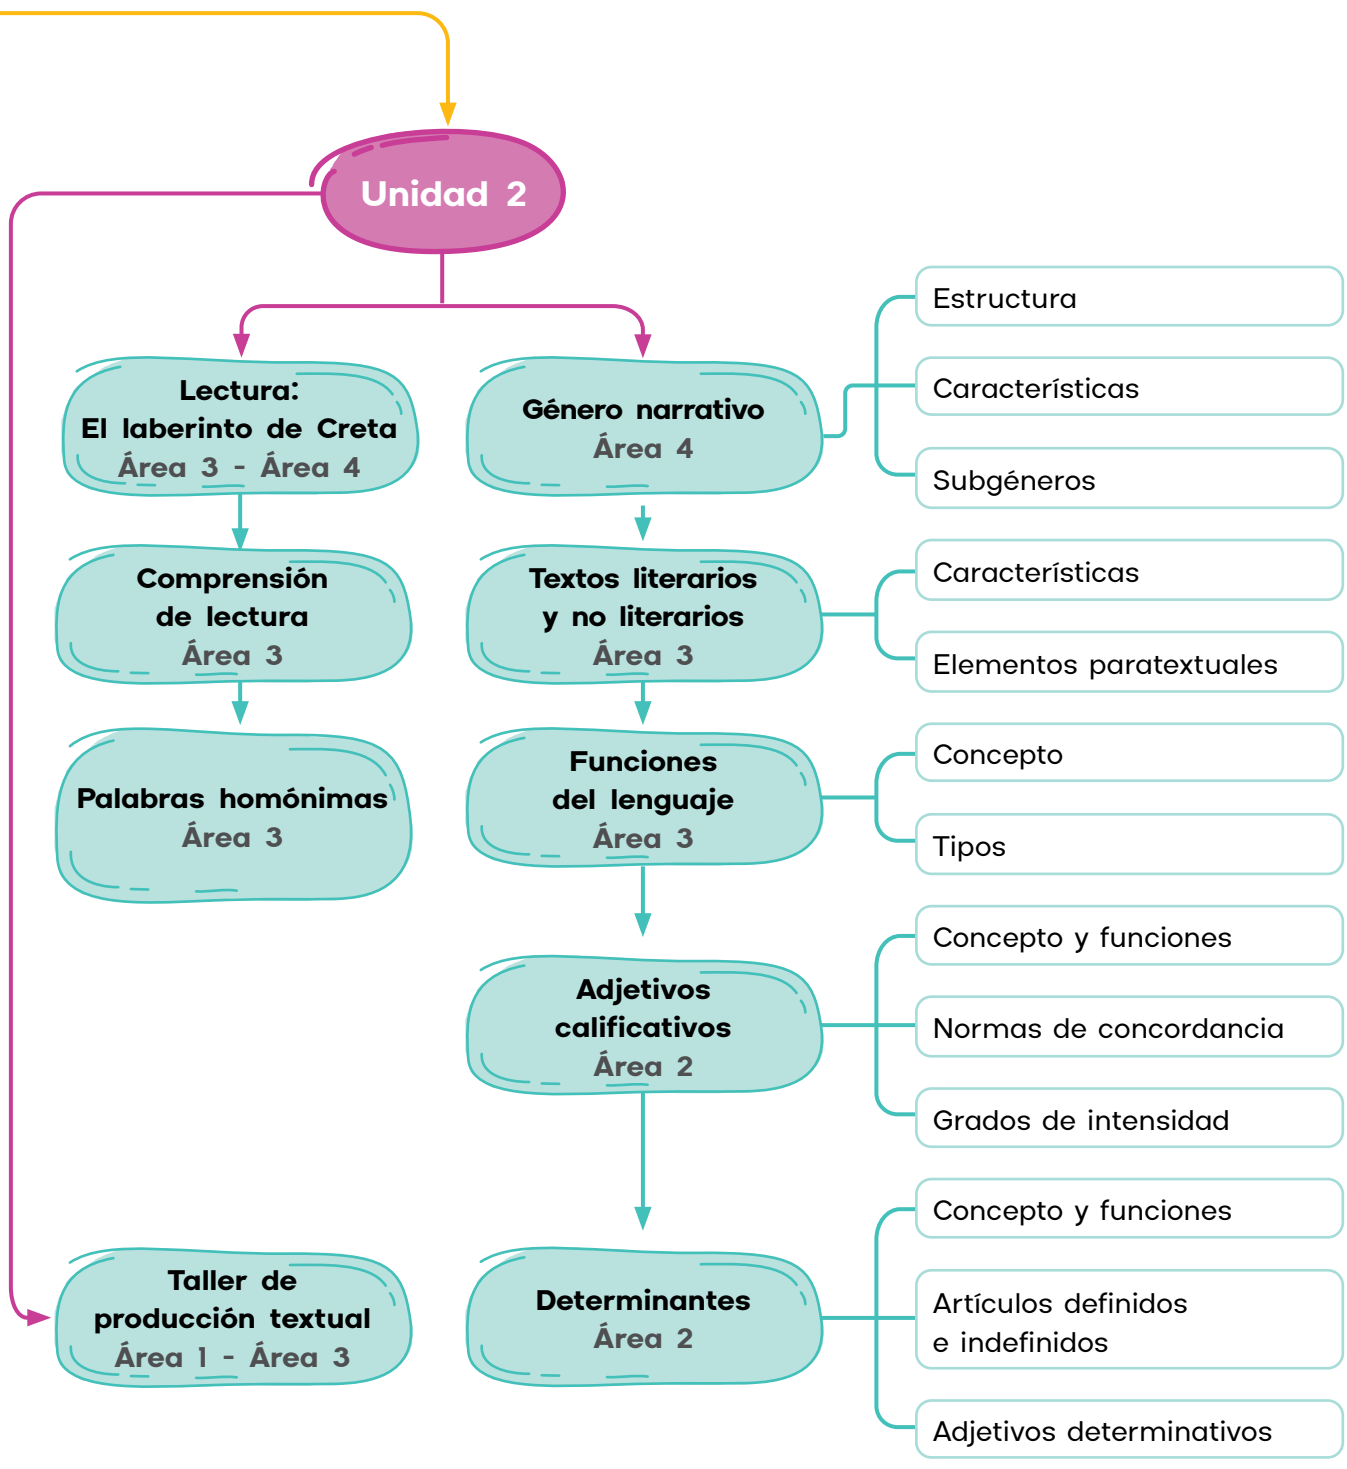 Unidad 2
Lectura:
El laberinto de Creta
Área 3 - Área 4
Comprensión
de lectura
Área 3
Palabras homónimas
Área 3
Género narrativo
Área 4
Estructura
Características
Subgéneros
Textos literarios
y no literarios
Área 3
Características
Elementos paratextuales
Funciones
del lenguaje
Área 3
Concepto
Tipos
Adjetivos
calificativos
Área 2
Concepto y funciones
Normas de concordancia
Grados de intensidad
Determinantes
Área 2
Concepto y funciones
Artículos definidos
e indefinidos
Adjetivos determinativos
Taller de
producción textual
Área 1 - Área 3